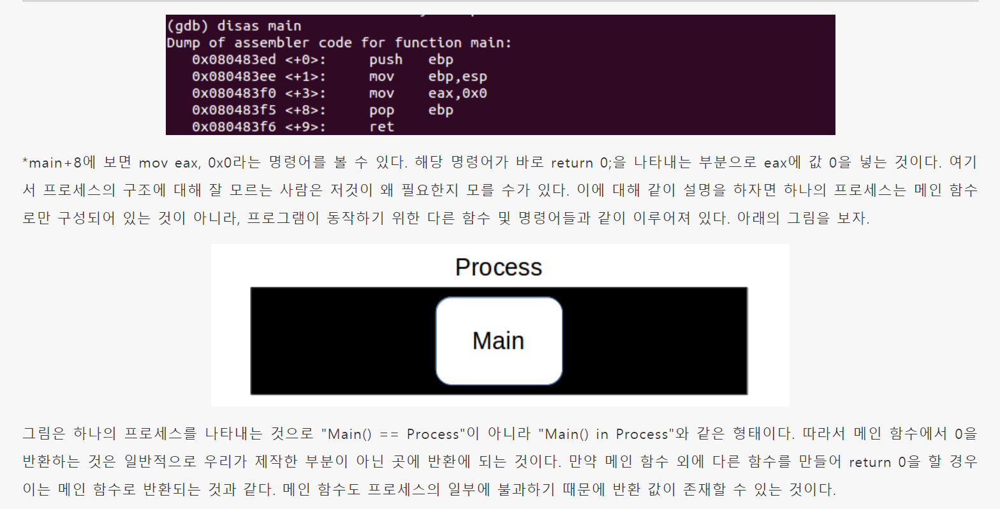 (gdb) disas main
Dump of assembler code for function main:
0x080483ed <+0>: push ebp
0x080483ee <+1>: mov ebp,esp
0x080483f0 <+3>: mov eax,0x0
0x080483f5 <+8>: pop ebp
0x080483f6 <+9>: ret
*main+8에 보면 mov eax, 0x0라는 명령어를 볼 수 있다. 해당 명령어가 바로 return 0;을 나타내는 부분으로 eax에 값 0을 넣는 것이다. 여기
서 프로세스의 구조에 대해 잘 모르는 사람은 저것이 왜 필요한지 모를 수가 있다. 이에 대해 같이 설명을 하자면 하나의 프로세스는 메인 함수
로만 구성되어 있는 것이 아니라, 프로그램이 동작하기 위한 다른 함수 및 명령어들과 같이 이루어져 있다. 아래의 그림을 보자.
Process
Main
그림은 하나의 프로세스를 나타내는 것으로 "Main() == Process"이 아니라 "Main() in Process"와 같은 형태이다. 따라서 메인 함수에서 0을
반환하는 것은 일반적으로 우리가 제작한 부분이 아닌 곳에 반환에 되는 것이다. 만약 메인 함수 외에 다른 함수를 만들어 return 0을 할 경우
이는 메인 함수로 반환되는 것과 같다. 메인 함수도 프로세스의 일부에 불과하기 때문에 반환 값이 존재할 수 있는 것이다.